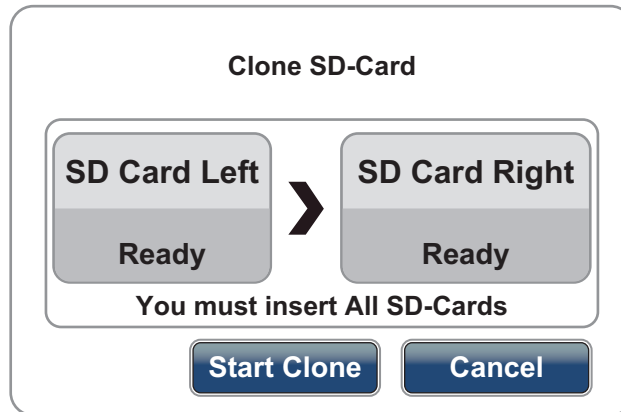 Clone SD-Card
SD Card Left
SD Card Right
Ready
Ready
You must insert All SD-Cards
Start Clone
Cancel